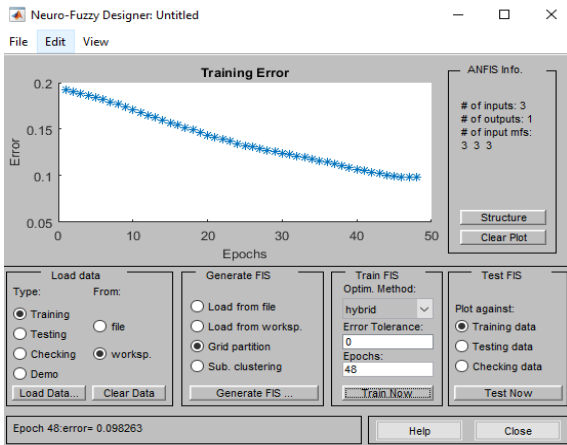 Neuro-Fuzzy Designer: Untitled
File Edit View
Training Error
0.2
0.15
0.1
0.05
Error
0 10 20 30 40 50
Epochs
ANFIS Info.
# of inputs: 3
# of outputs: 1
# of input mfs:
3 3 3
Structure
Clear Plot
Load data
Type: From:
Training
Testing
Checking
Demo
file
worksp.
Load Data... Clear Data
Generate FIS
Load from file
Load from worksp.
Grid partition
Sub. clustering
Generate FIS ...
Train FIS
Optim. Method:
hybrid
Error Tolerance:
0
Epochs:
48
Train Now
Test FIS
Plot against:
Training data
Testing data
Checking data
Test Now
Epoch 48:error= 0.098263
Help Close